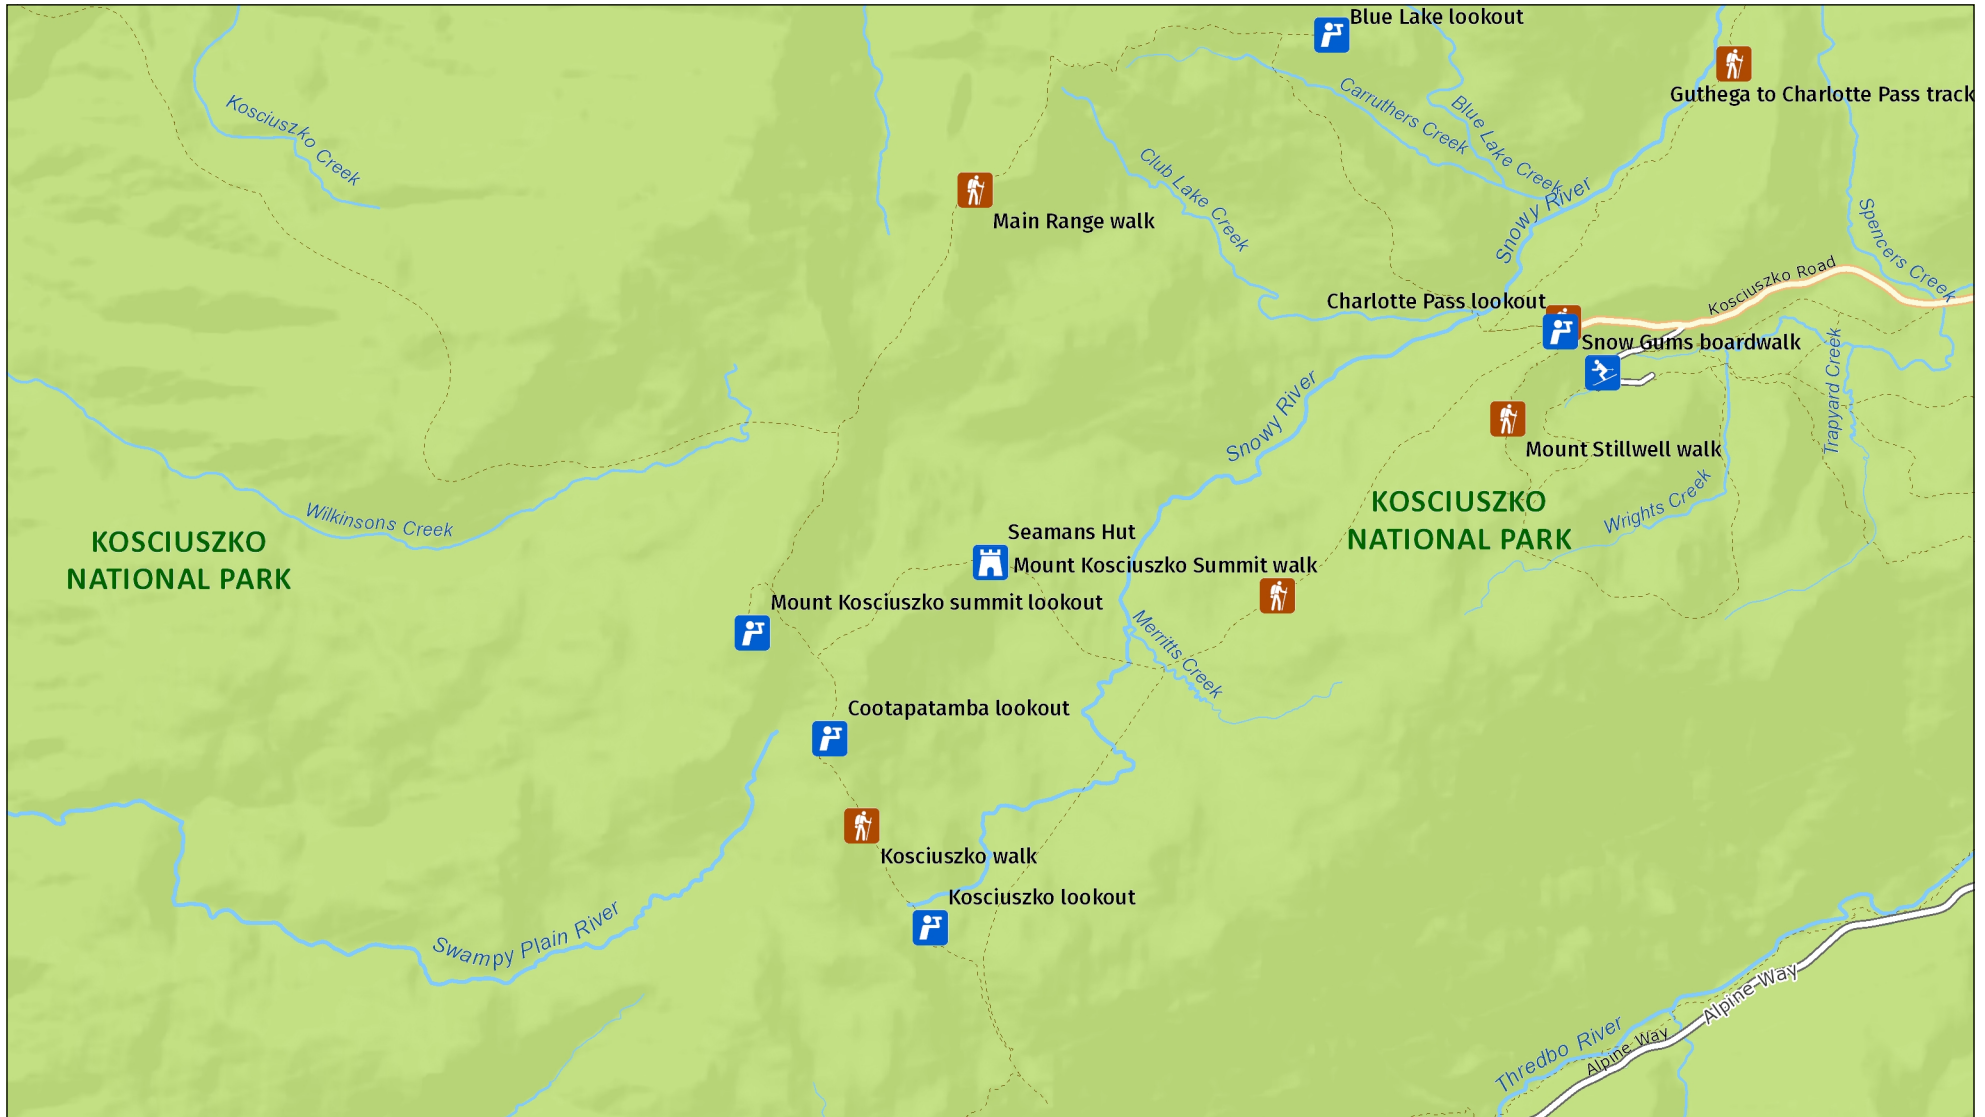 Blue Lake lookout
Guthega to Charlotte Pass track
Kosciuszko Creek
Carruthers Creek
Blue Lake Creek
Club Lake Creek
Main Range walk
Snowy River
Spencers Creek
Kosciuszko Road
Charlotte Pass lookout
Snow Gums boardwalk
Trapyard Creek
Snowy River
Mount Stillwell walk
Wrights Creek
KOSCIUSZKO
NATIONAL PARK
Wilkinsons Creek
KOSCIUSZKO
NATIONAL PARK
Seamans Hut
Mount Kosciuszko Summit walk
Mount Kosciuszko summit lookout
Merritts Creek
Cootapatamba lookout
Kosciuszko walk
Kosciuszko lookout
Swampy Plain River
Alpine Way
Thredbo River
Alpine Way